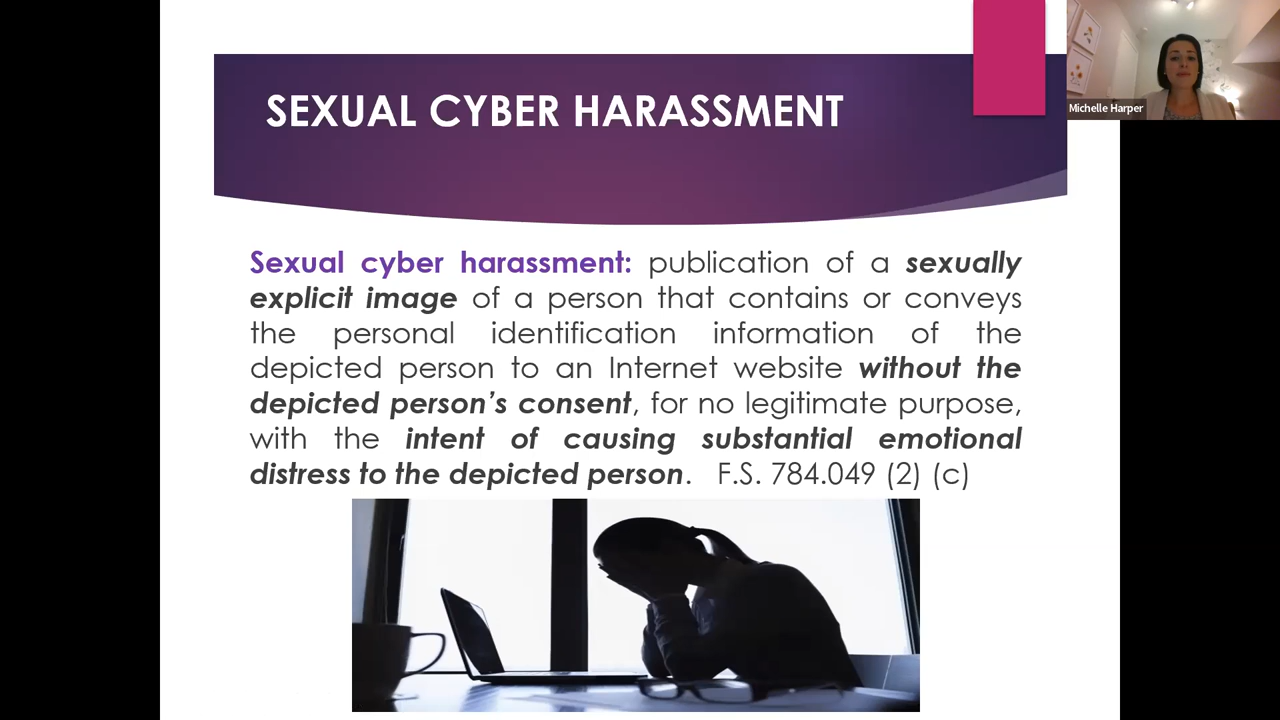 SEXUAL CYBER HARASSMENT
Michelle Harper
Sexual cyber harassment: publication of a sexually
explicit image of a person that contains or conveys
the personal identification information of the
depicted person to an Internet website without the
depicted person’s consent, for no legitimate purpose,
with the intent of causing substantial emotional
distress to the depicted person. F.S. 784.049 (2) (c)